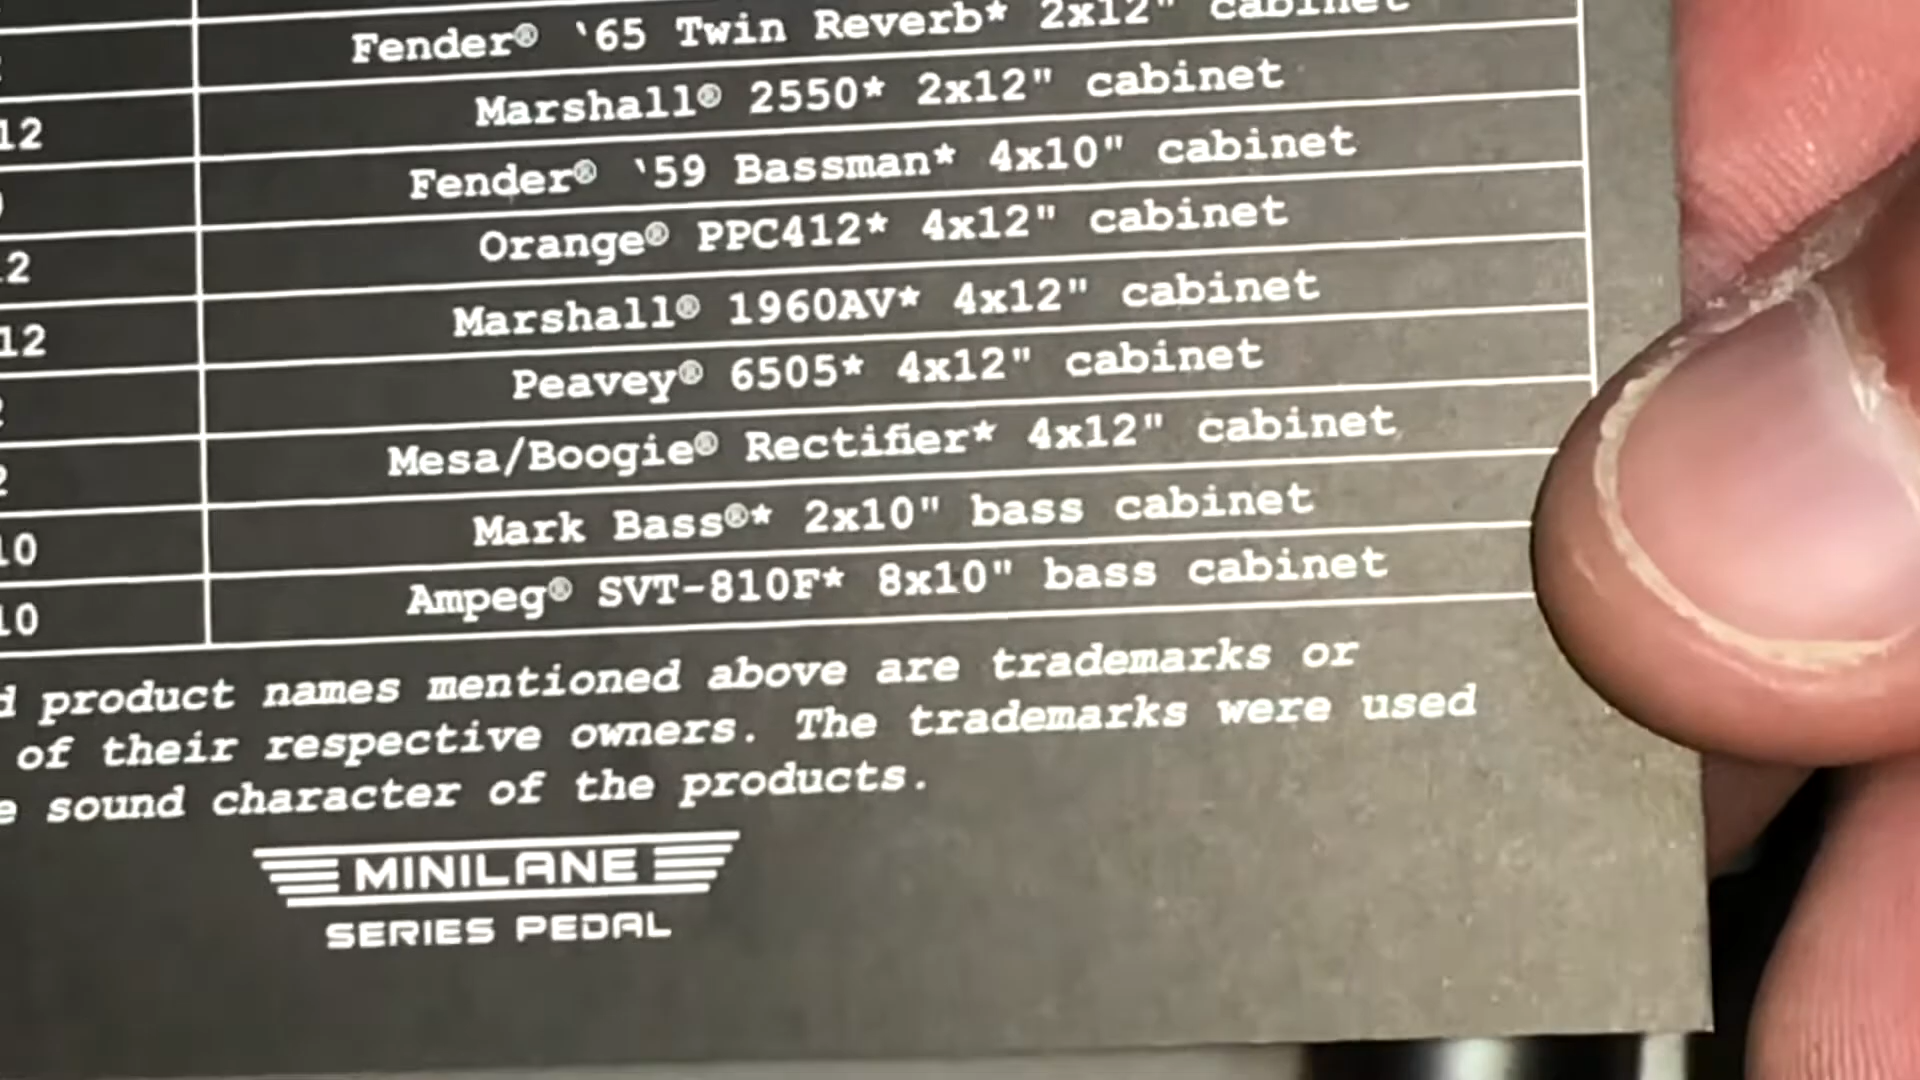 Fender® '65 Twin Reverb* 2x12" cabinet
12 Marshall® 2550* 2x12" cabinet
Fender® '59 Bassman* 4x10" cabinet
2 Orange® PPC412* 4x12" cabinet
12 Marshall® 1960AV* 4x12" cabinet
2 Peavey® 6505* 4x12" cabinet
2 Mesa/Boogie® Rectifier* 4x12" cabinet
10 Mark Bass®* 2x10" bass cabinet
10 Ampeg® SVT-810F* 8x10" bass cabinet
product names mentioned above are trademarks or
of their respective owners. The trademarks were used
sound character of the products.
MINILANE
SERIES PEDAL